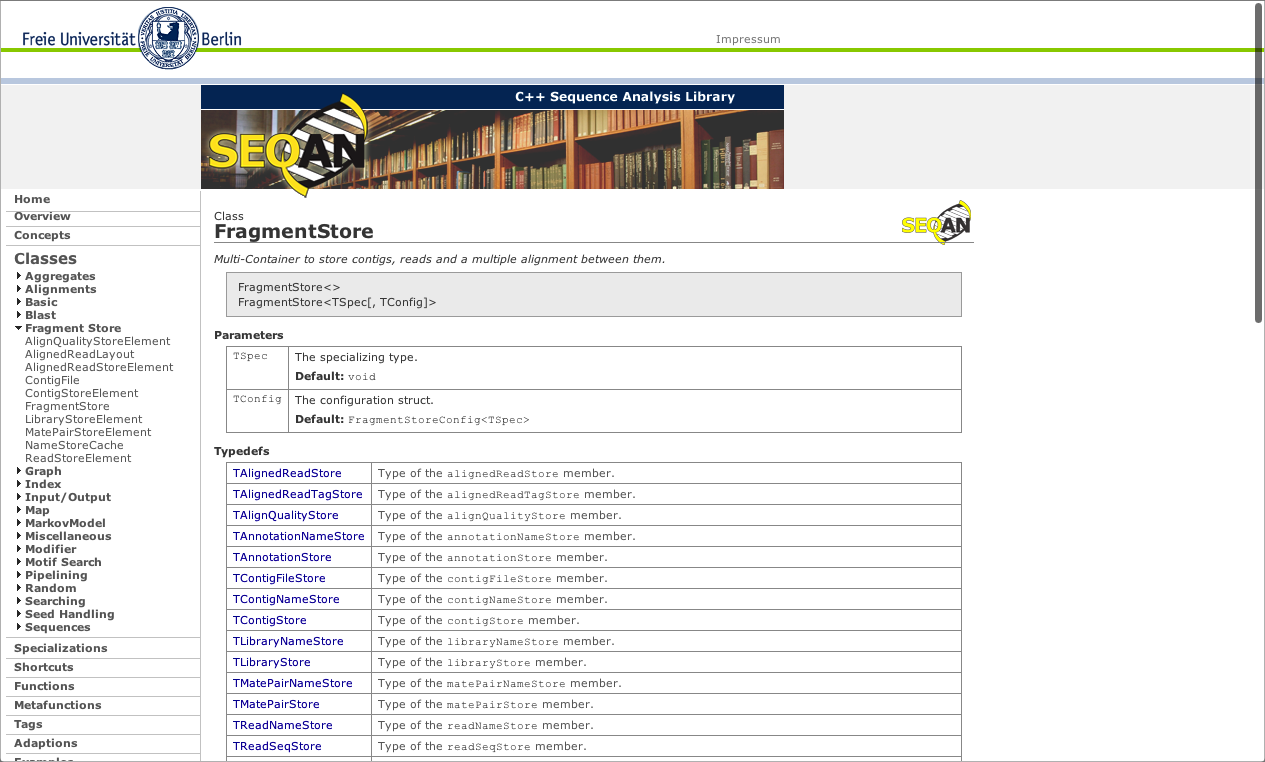 Freie Universität Berlin
Impressum
C++ Sequence Analysis Library
SEQAN
Home
Overview
Concepts
Classes
Aggregates
Alignments
Basic
Blast
Fragment Store
AlignQualityStoreElement
AlignedReadLayout
AlignedReadStoreElement
ContigFile
ContigStoreElement
FragmentStore
LibraryStoreElement
MatePairStoreElement
NameStoreCache
ReadStoreElement
Graph
Index
Input/Output
Map
MarkovModel
Miscellaneous
Modifier
Motif Search
Pipelining
Random
Searching
Seed Handling
Sequences
Specializations
Shortcuts
Functions
Metafunctions
Tags
Adaptions
Examples
Class
FragmentStore
SEQAN
Multi-Container to store contigs, reads and a multiple alignment between them.
FragmentStore<>
FragmentStore<TSpec[, TConfig]>
Parameters
TSpec The specializing type.
Default: void
TConfig The configuration struct.
Default: FragmentStoreConfig<TSpec>
Typedefs
TAlignedReadStore Type of the alignedReadStore member.
TAlignedReadTagStore Type of the alignedReadTagStore member.
TAlignQualityStore Type of the alignQualityStore member.
TAnnotationNameStore Type of the annotationNameStore member.
TAnnotationStore Type of the annotationStore member.
TContigFileStore Type of the contigFileStore member.
TContigNameStore Type of the contigNameStore member.
TContigStore Type of the contigStore member.
TLibraryNameStore Type of the libraryNameStore member.
TLibraryStore Type of the libraryStore member.
TMatePairNameStore Type of the matePairNameStore member.
TMatePairStore Type of the matePairStore member.
TReadNameStore Type of the readNameStore member.
TReadSeqStore Type of the readSeqStore member.